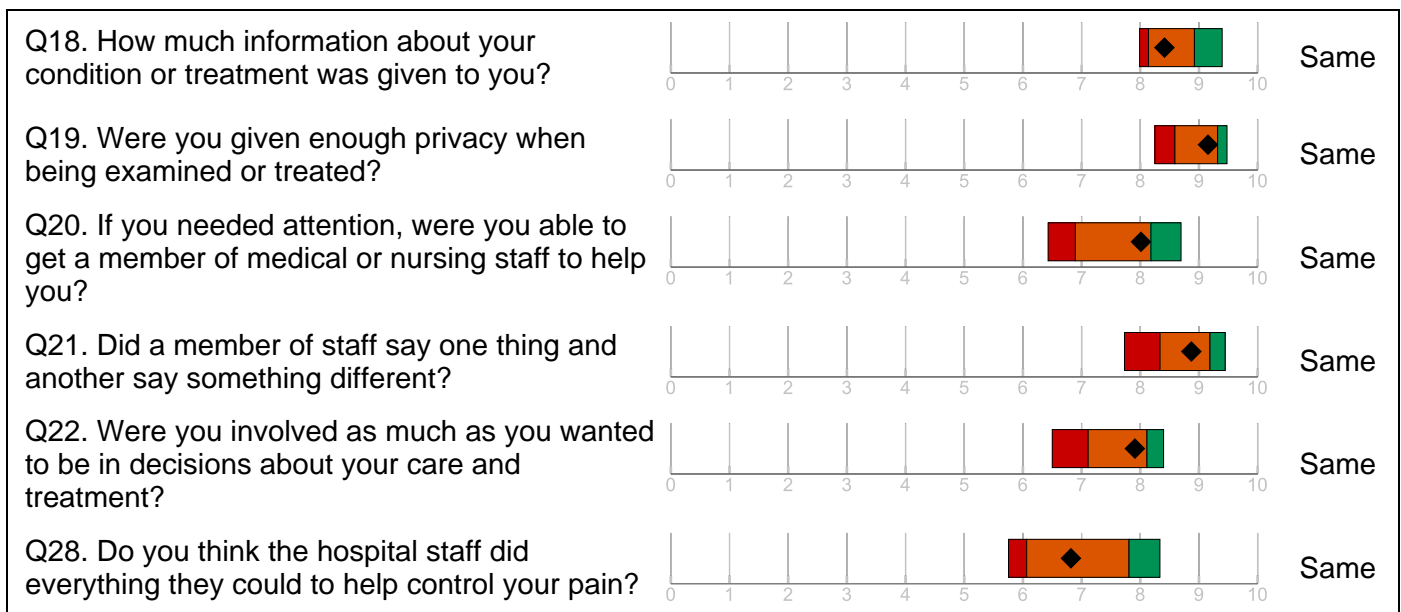 Q18. How much information about your
condition or treatment was given to you?
0 1 2 3 4 5 6 7 8 9 10
Same
Q19. Were you given enough privacy when
being examined or treated?
0 1 2 3 4 5 6 7 8 9 10
Same
Q20. If you needed attention, were you able to
get a member of medical or nursing staff to help
you?
0 1 2 3 4 5 6 7 8 9 10
Same
Q21. Did a member of staff say one thing and
another say something different?
0 1 2 3 4 5 6 7 8 9 10
Same
Q22. Were you involved as much as you wanted
to be in decisions about your care and
treatment?
0 1 2 3 4 5 6 7 8 9 10
Same
Q28. Do you think the hospital staff did
everything they could to help control your pain?
0 1 2 3 4 5 6 7 8 9 10
Same